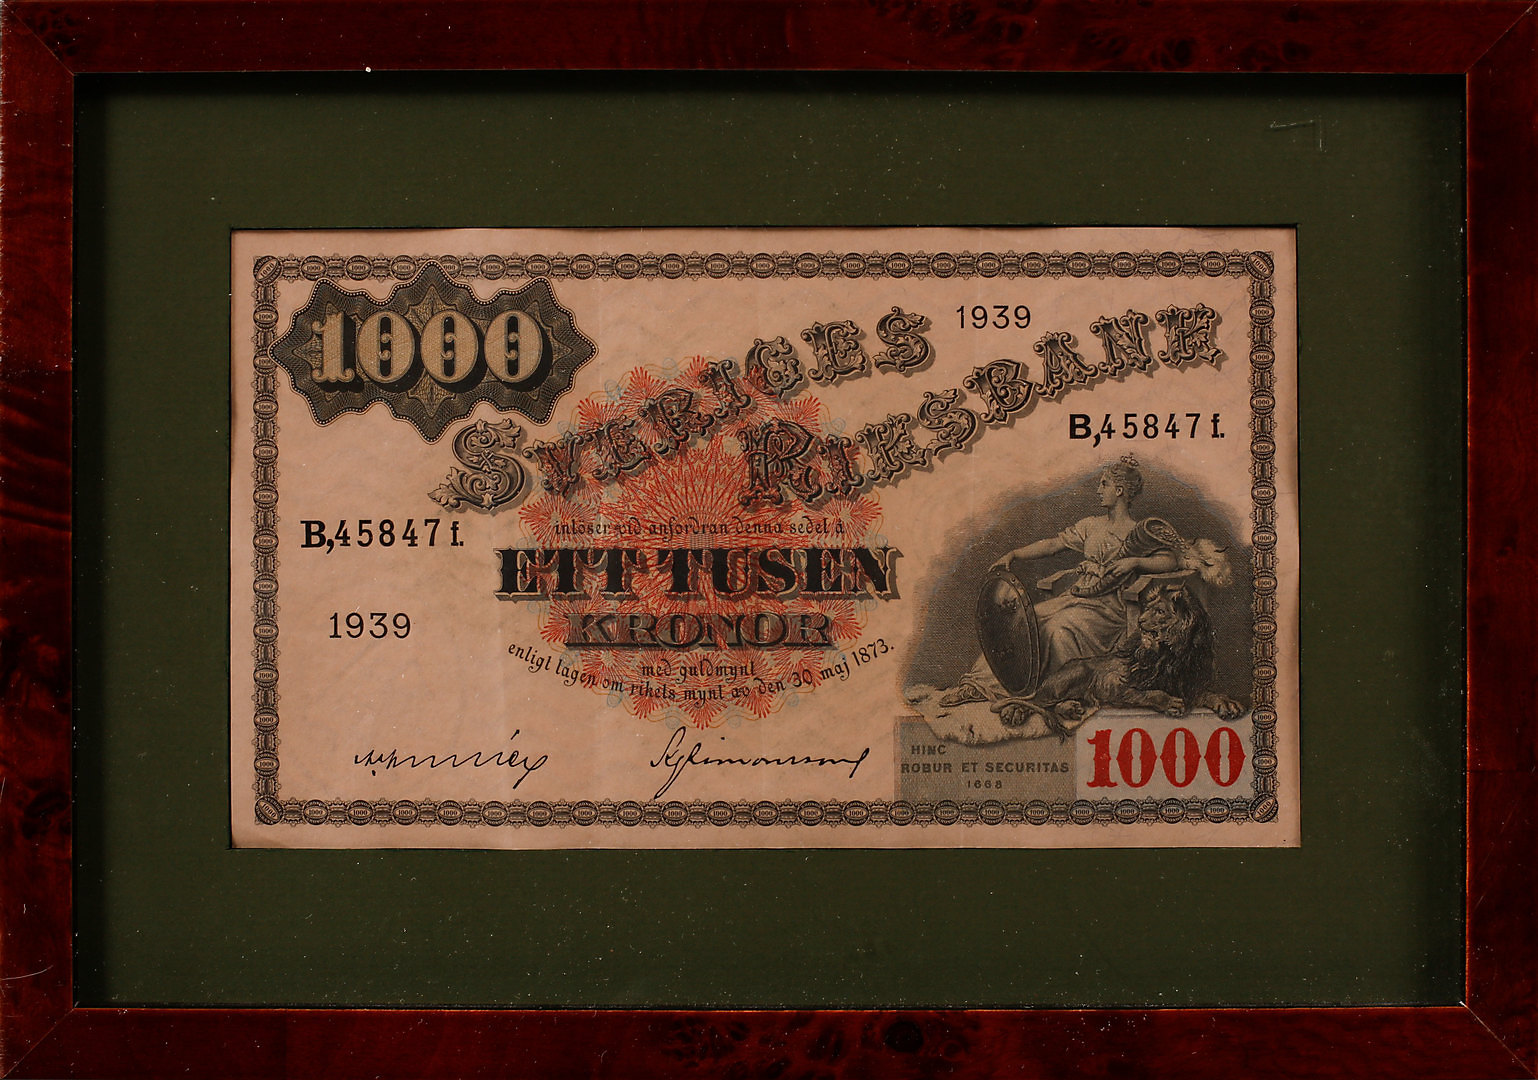 1000
SVERIGES
1939
RIKSBANK
B,45847 f.
B,45847 f.
inlöser vid anfordran denna sedel å
ETT TUSEN
KRONOR
1939
med guldmynt
enligt lagen om rikets mynt av den 30 maj 1873.
HINC
ROBUR ET SECURITAS
1668
1000